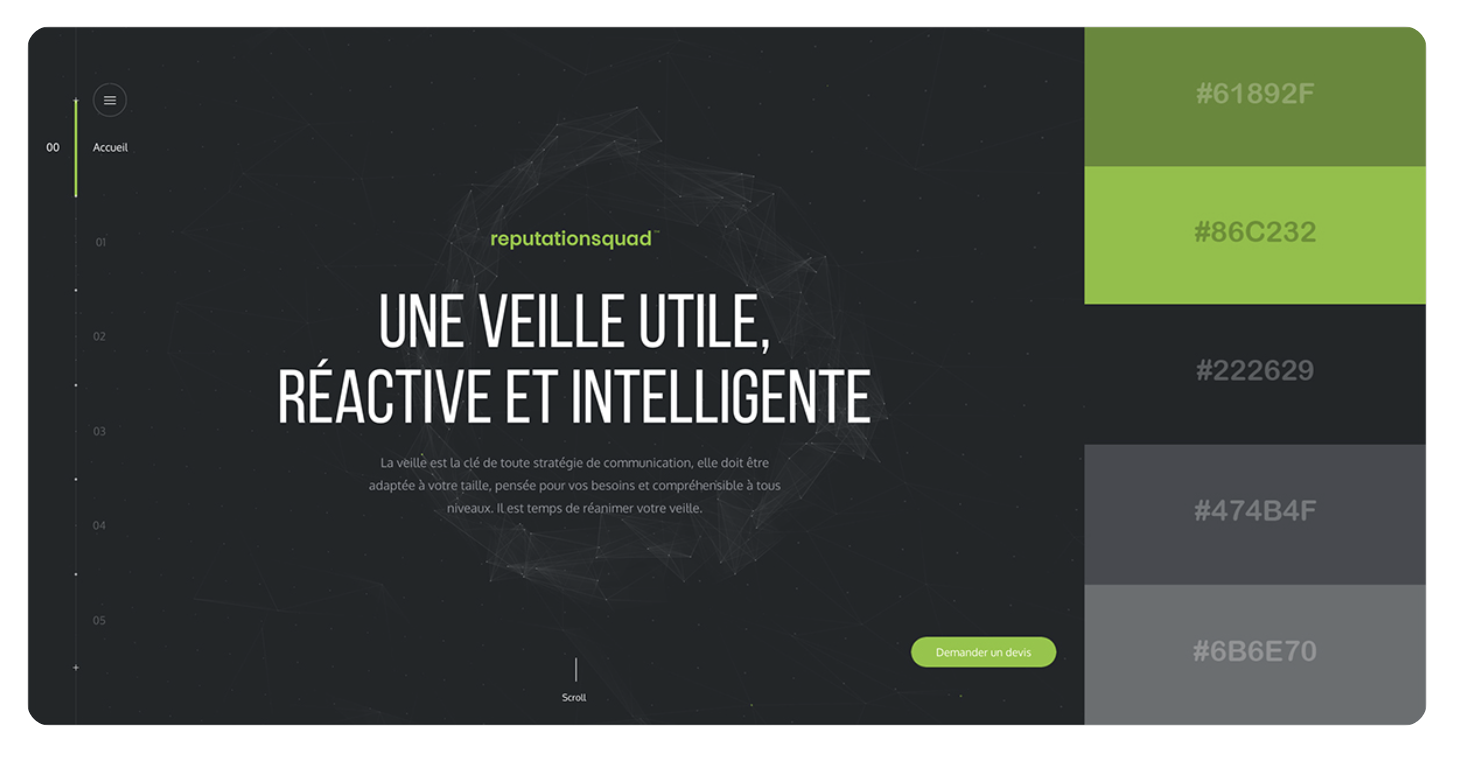 00
Accueil
01
02
03
04
05
reputationsquad™
UNE VEILLE UTILE,
RÉACTIVE ET INTELLIGENTE
La veille est la clé de toute stratégie de communication, elle doit être
adaptée à votre taille, pensée pour vos besoins et compréhensible à tous
niveaux. Il est temps de réanimer votre veille.
Scroll
Demander un devis
#61892F
#86C232
#222629
#474B4F
#6B6E70